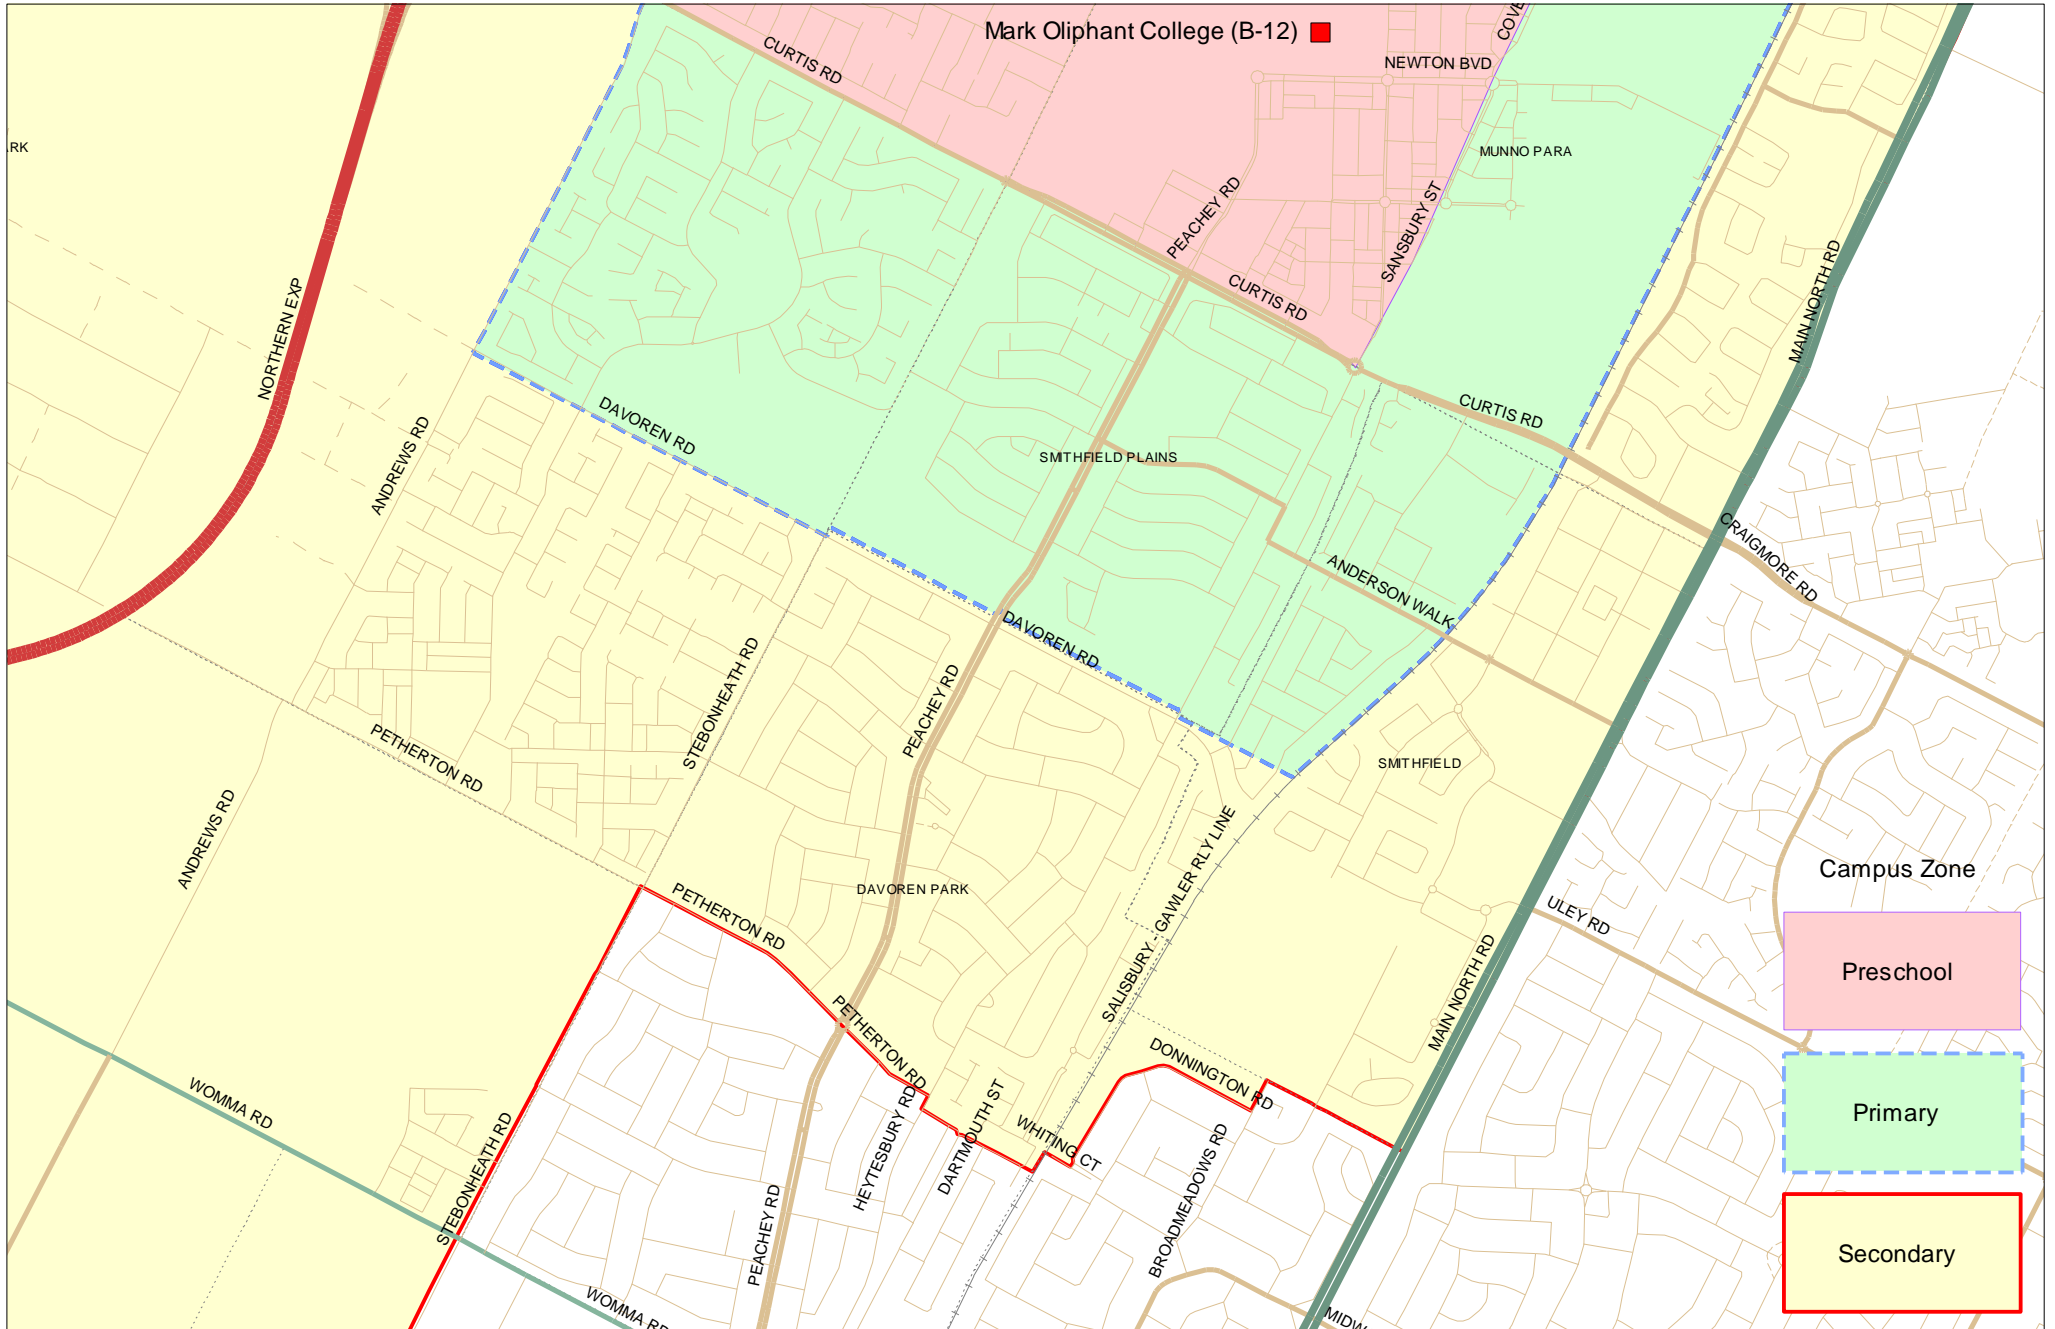 Mark Oliphant College (B-12)
CURTIS RD
NEWTON BVD
MUNNO PARA
RK
PEACHEY RD
SANSBURY ST
CURTIS RD
MAIN NORTH RD
NORTHERN EXP
ANDREWS RD
DAVOREN RD
SMITHFIELD PLAINS
CURTIS RD
CRAIGMORE RD
ANDERSON WALK
DAVOREN RD
STEBONHEATH RD
PEACHEY RD
PETHERTON RD
SMITHFIELD
ANDREWS RD
SALISBURY - GAWLER RLY LINE
DAVOREN PARK
PETHERTON RD
ULEY RD
MAIN NORTH RD
Campus Zone
Preschool
Primary
Secondary
PETHERTON RD
DONNINGTON RD
WOMMA RD
STEBONHEATH RD
HEYTESBURY RD
DARTMOUTH ST
WHITING CT
BROADMEADOWS RD
PEACHEY RD
WOMMA RD
MIDW